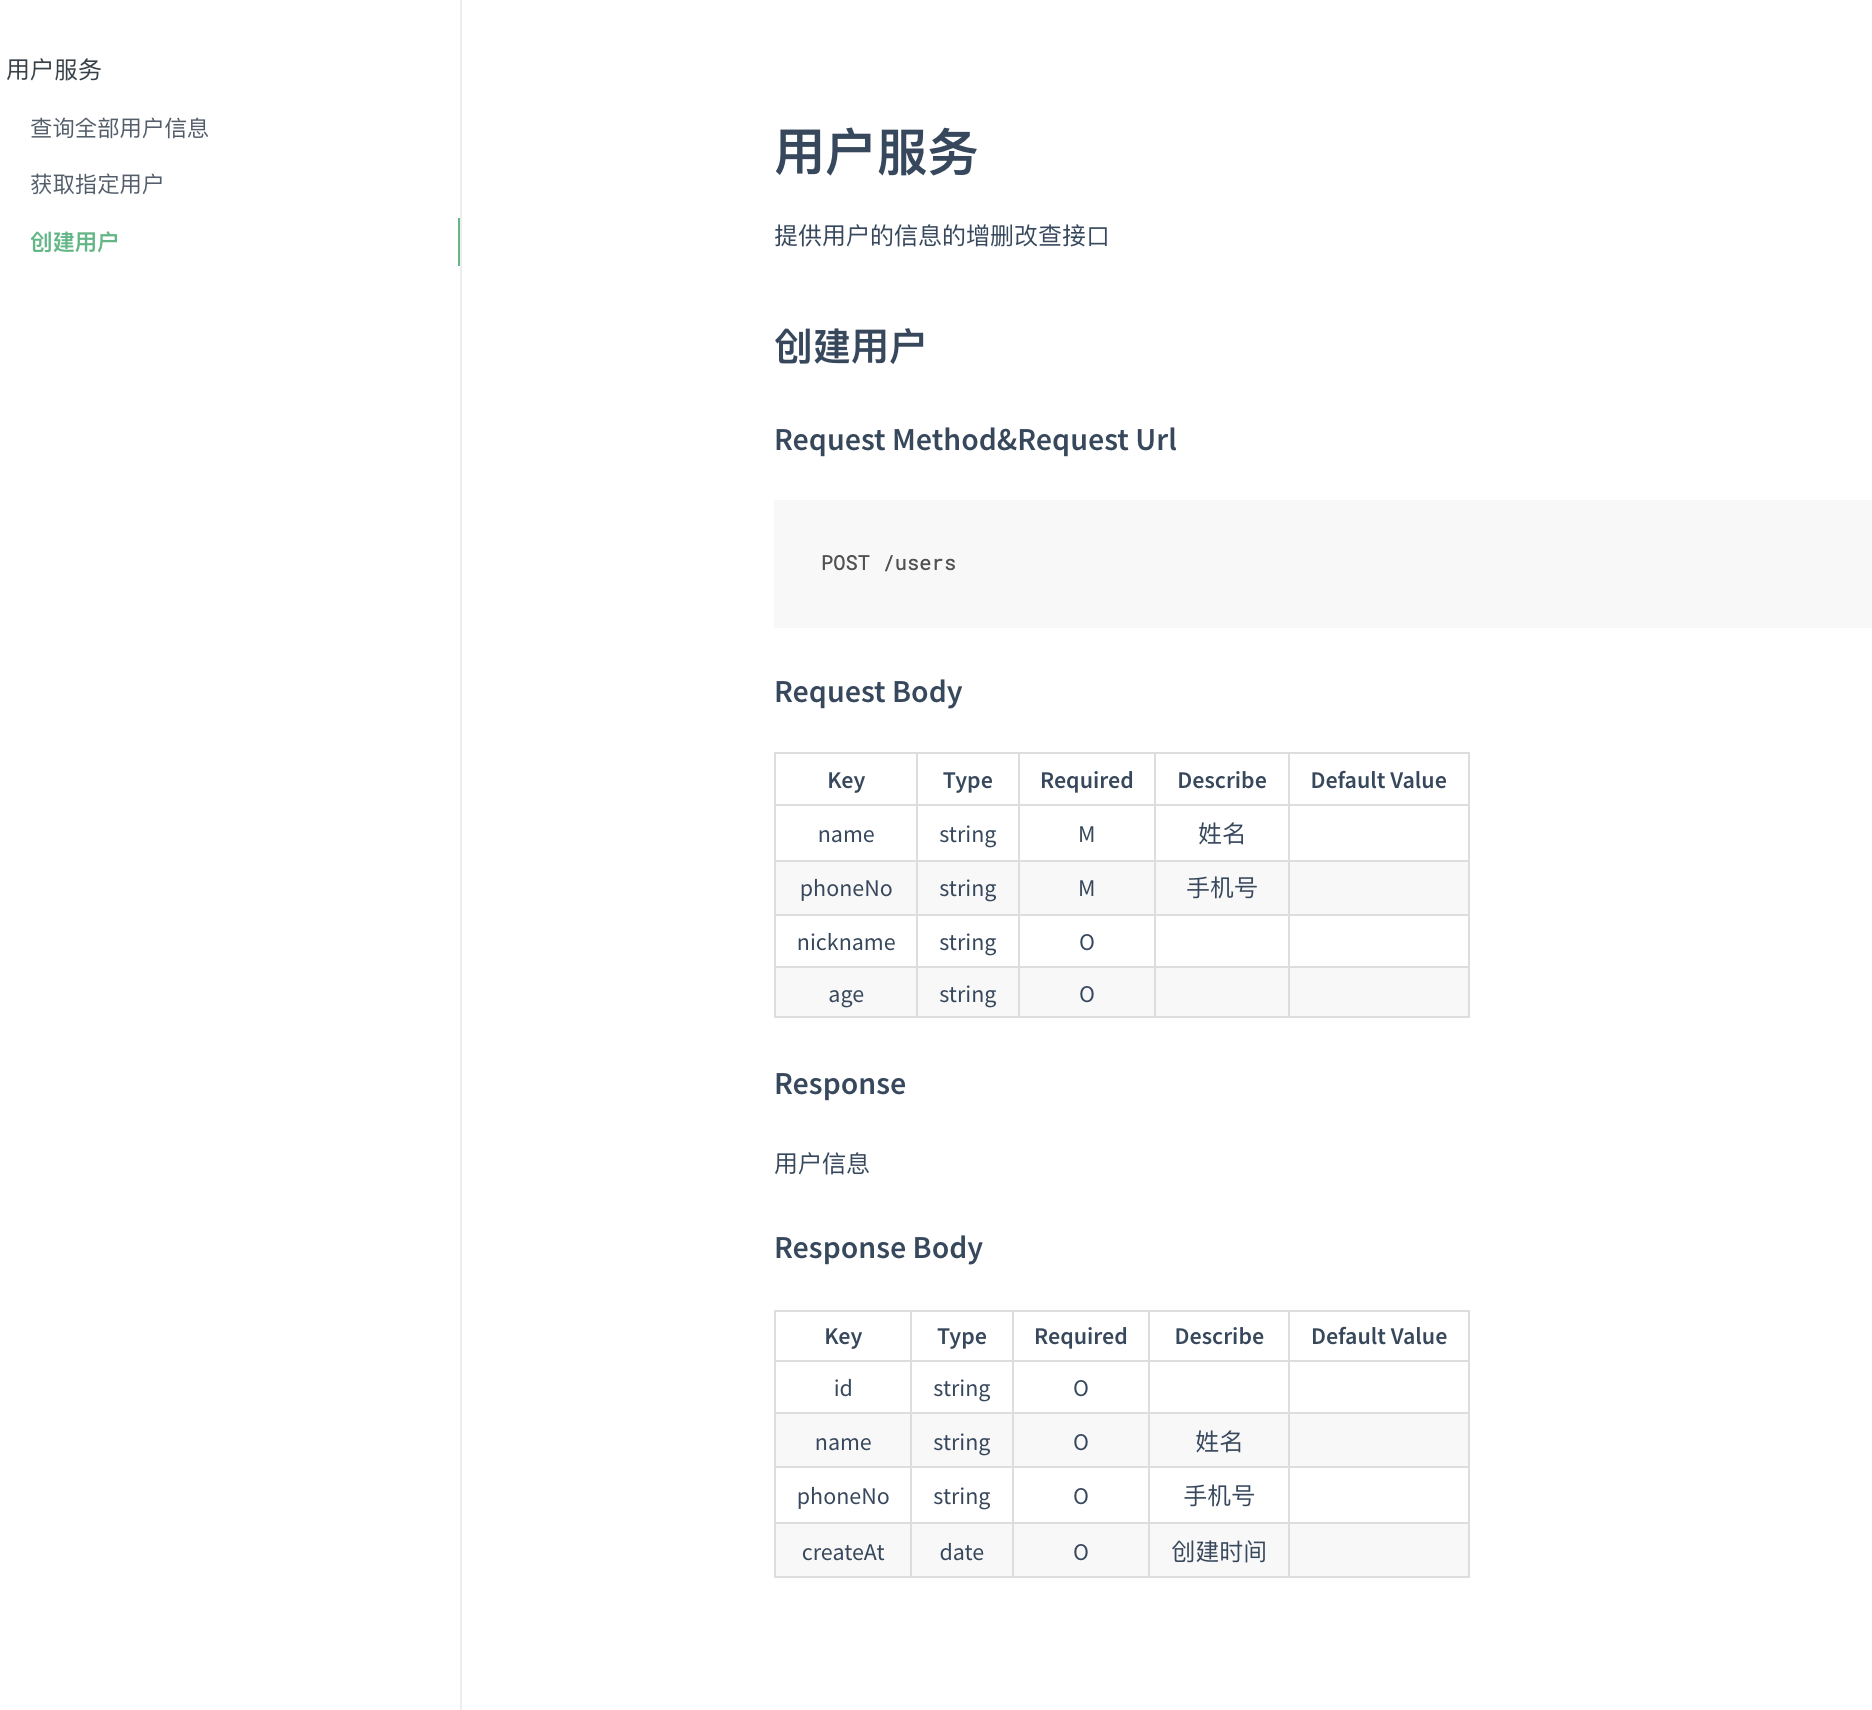 用户服务
查询全部用户信息
获取指定用户
创建用户
用户服务
提供用户的信息的增删改查接口
创建用户
Request Method&Request Url
POST /users
Request Body
Key Type Required Describe Default Value
name string M 姓名
phoneNo string M 手机号
nickname string O
age string O
Response
用户信息
Response Body
Key Type Required Describe Default Value
id string O
name string O 姓名
phoneNo string O 手机号
createAt date O 创建时间